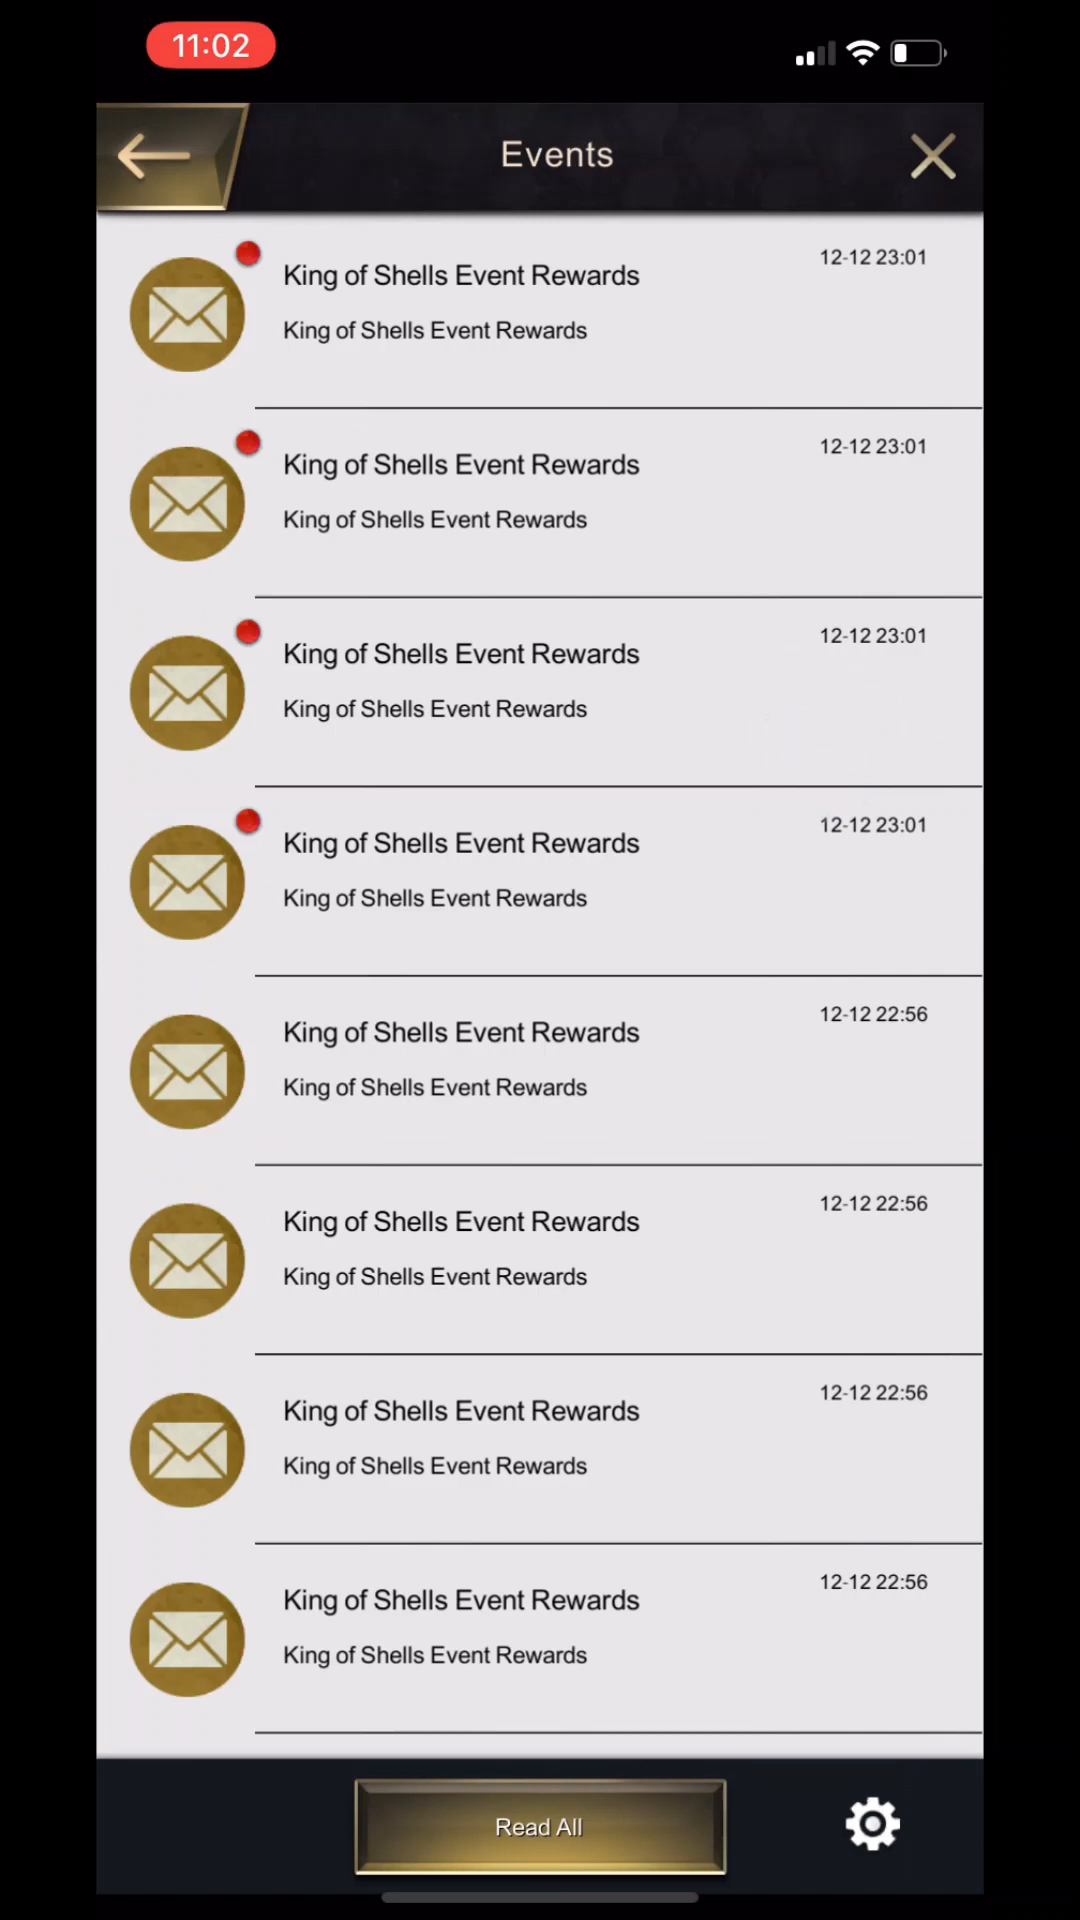 11:02
Events
King of Shells Event Rewards
12-12 23:01
King of Shells Event Rewards
King of Shells Event Rewards
12-12 23:01
King of Shells Event Rewards
King of Shells Event Rewards
12-12 23:01
King of Shells Event Rewards
King of Shells Event Rewards
12-12 23:01
King of Shells Event Rewards
King of Shells Event Rewards
12-12 22:56
King of Shells Event Rewards
King of Shells Event Rewards
12-12 22:56
King of Shells Event Rewards
King of Shells Event Rewards
12-12 22:56
King of Shells Event Rewards
King of Shells Event Rewards
12-12 22:56
King of Shells Event Rewards
Read All